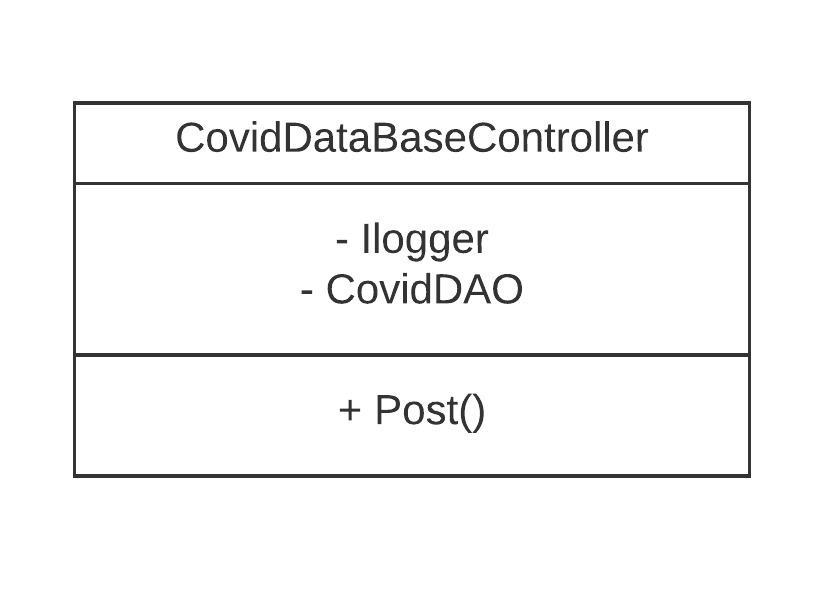 CovidDataBaseController
- Ilogger
- CovidDAO
+ Post()